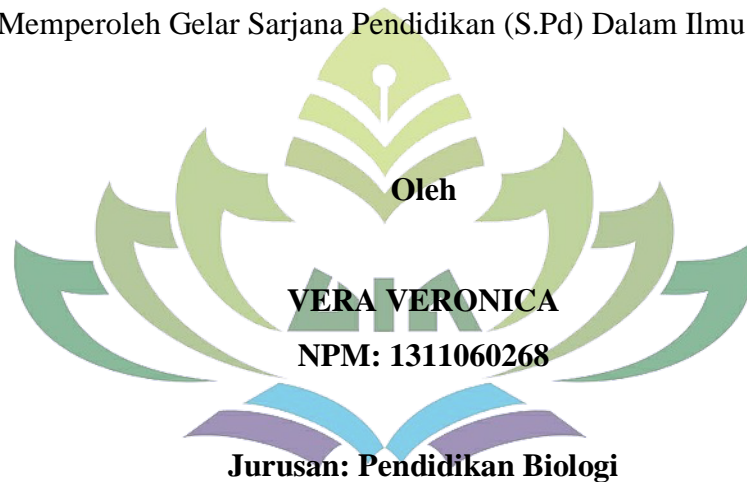 Memperoleh Gelar Sarjana Pendidikan (S.Pd) Dalam Ilmu
Oleh
VERA VERONICA
NPM: 1311060268
Jurusan: Pendidikan Biologi